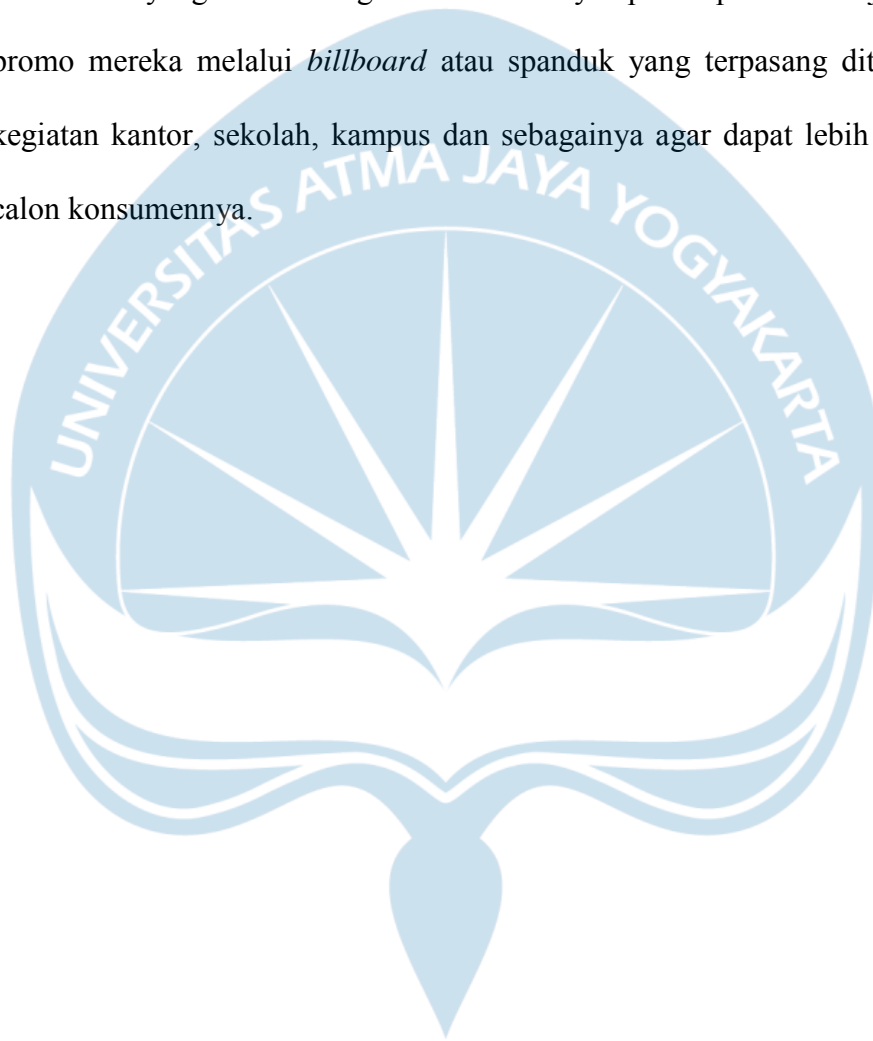 promo mereka melalui billboard atau spanduk yang terpasang
kegiatan kantor, sekolah, kampus dan sebagainya agar dapat lebih
calon konsumennya.
UNIVERSITAS ATMA JAYA YOGYAKARTA